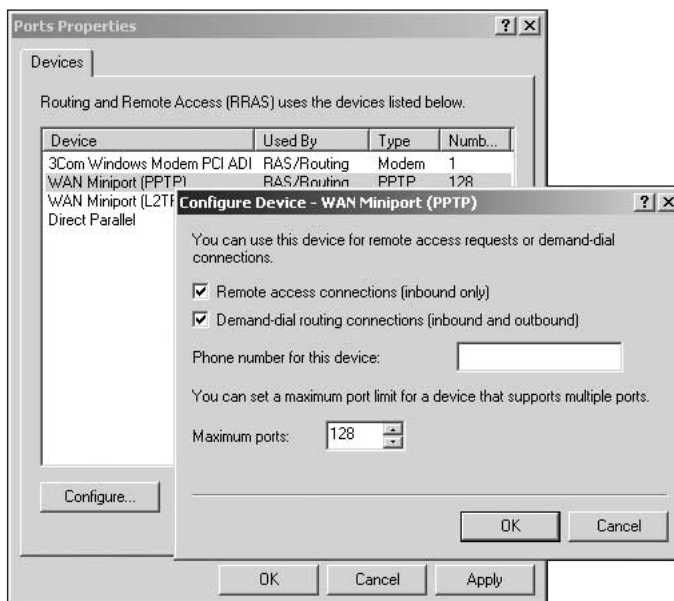 Ports Properties
Devices
Routing and Remote Access (RRAS) uses the devices listed below.
Device Used By Type Numb...
3Com Windows Modem PCI ADI RAS/Routing Modem 1
WAN Miniport (PPTP) RAS/Routing PPTP 128
WAN Miniport (L2TP
Direct Parallel
Configure...
OK Cancel Apply
Configure Device - WAN Miniport (PPTP)
You can use this device for remote access requests or demand-dial
connections.
Remote access connections (inbound only)
Demand-dial routing connections (inbound and outbound)
Phone number for this device:
You can set a maximum port limit for a device that supports multiple ports.
Maximum ports: 128
OK Cancel